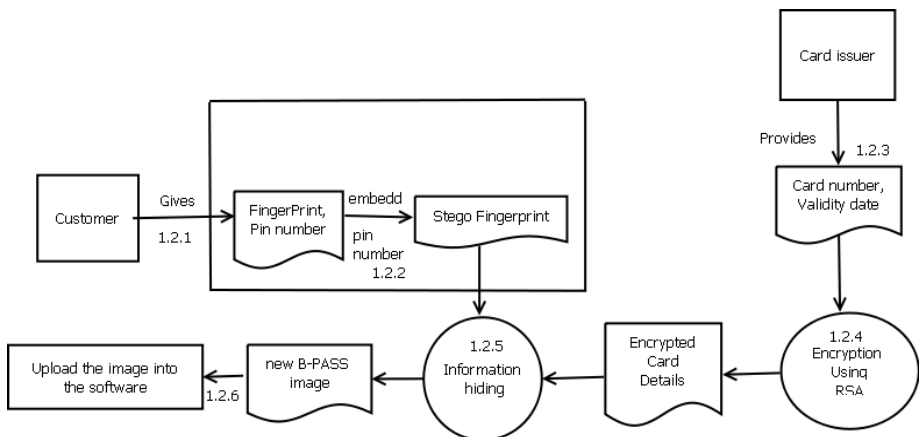 Card issuer
Provides
1.2.3
Card number,
Validity date
Customer
Gives
1.2.1
FingerPrint,
Pin number
embedd
pin
number
1.2.2
Stego Fingerprint
1.2.4
Encryption
Using
RSA
Encrypted
Card
Details
1.2.5
Information
hiding
new B-PASS
image
1.2.6
Upload the image into
the software